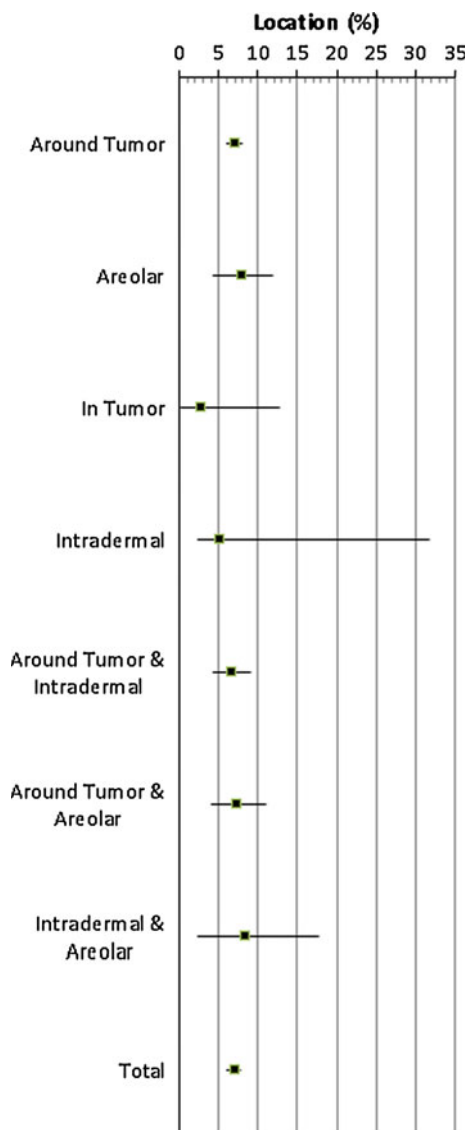 Location (%)
0 5 10 15 20 25 30 35
Around Tumor
Areolar
In Tumor
Intradermal
Around Tumor &
Intradermal
Around Tumor &
Areolar
Intradermal &
Areolar
Total